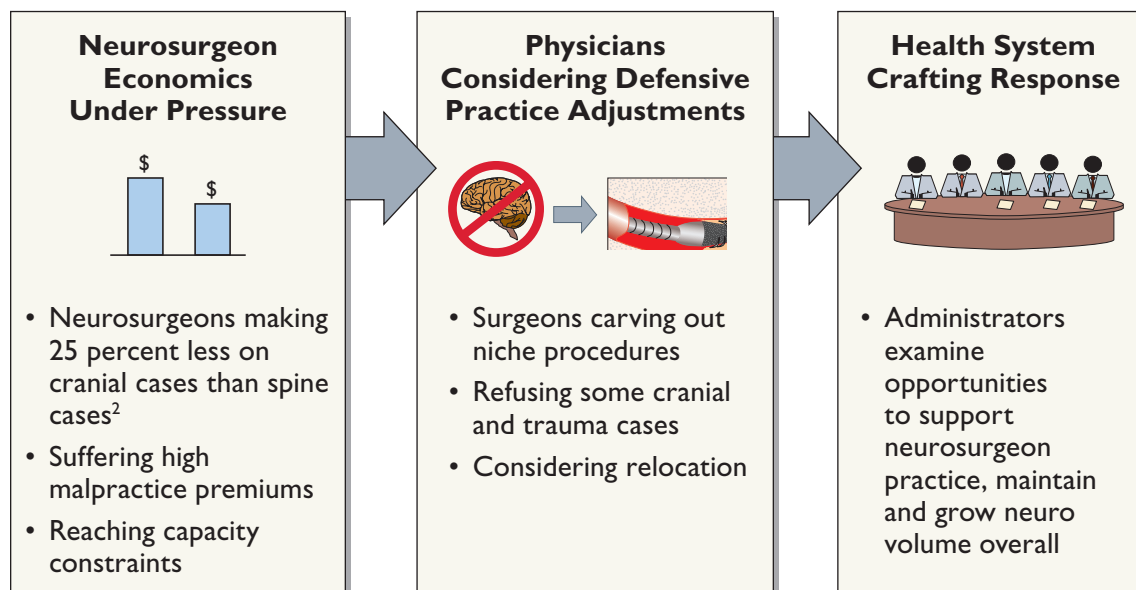 Neurosurgeon
Economics
Under Pressure
$
$
• Neurosurgeons making
25 percent less on
cranial cases than spine
cases2
• Suffering high
malpractice premiums
• Reaching capacity
constraints
Physicians
Considering Defensive
Practice Adjustments
• Surgeons carving out
niche procedures
• Refusing some cranial
and trauma cases
• Considering relocation
Health System
Crafting Response
• Administrators
examine
opportunities
to support
neurosurgeon
practice, maintain
and grow neuro
volume overall